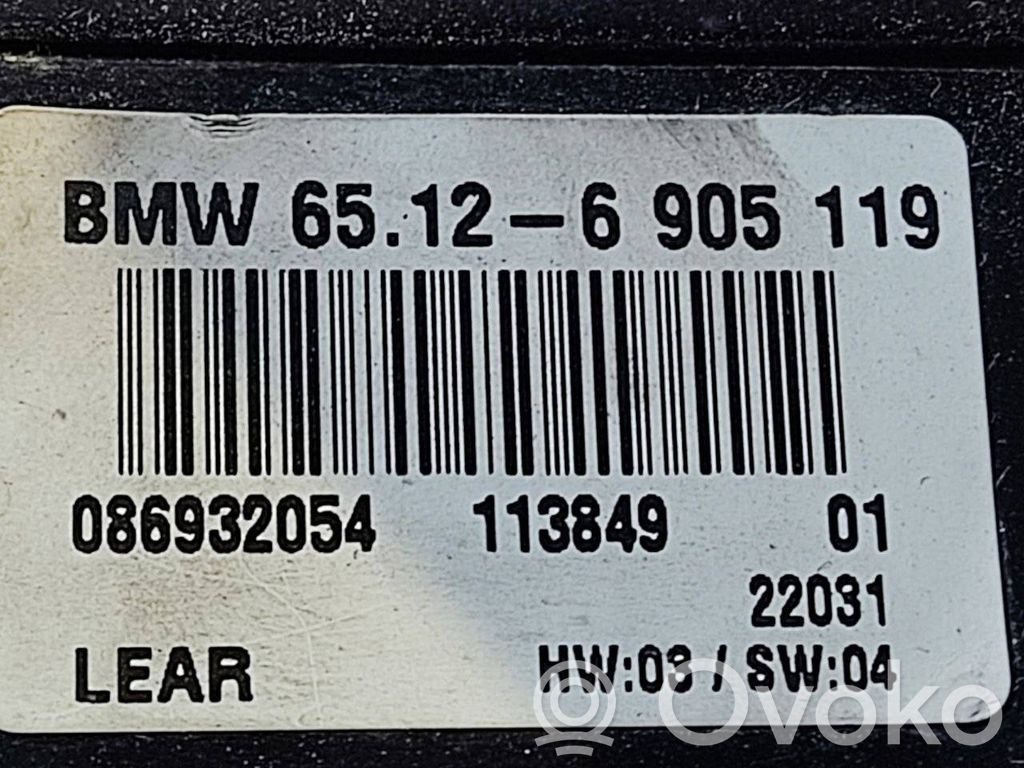 BMW 65.12-6 905 119
086932054 113849 01
22031
LEAR HW:03 / SW:04
Ovoko